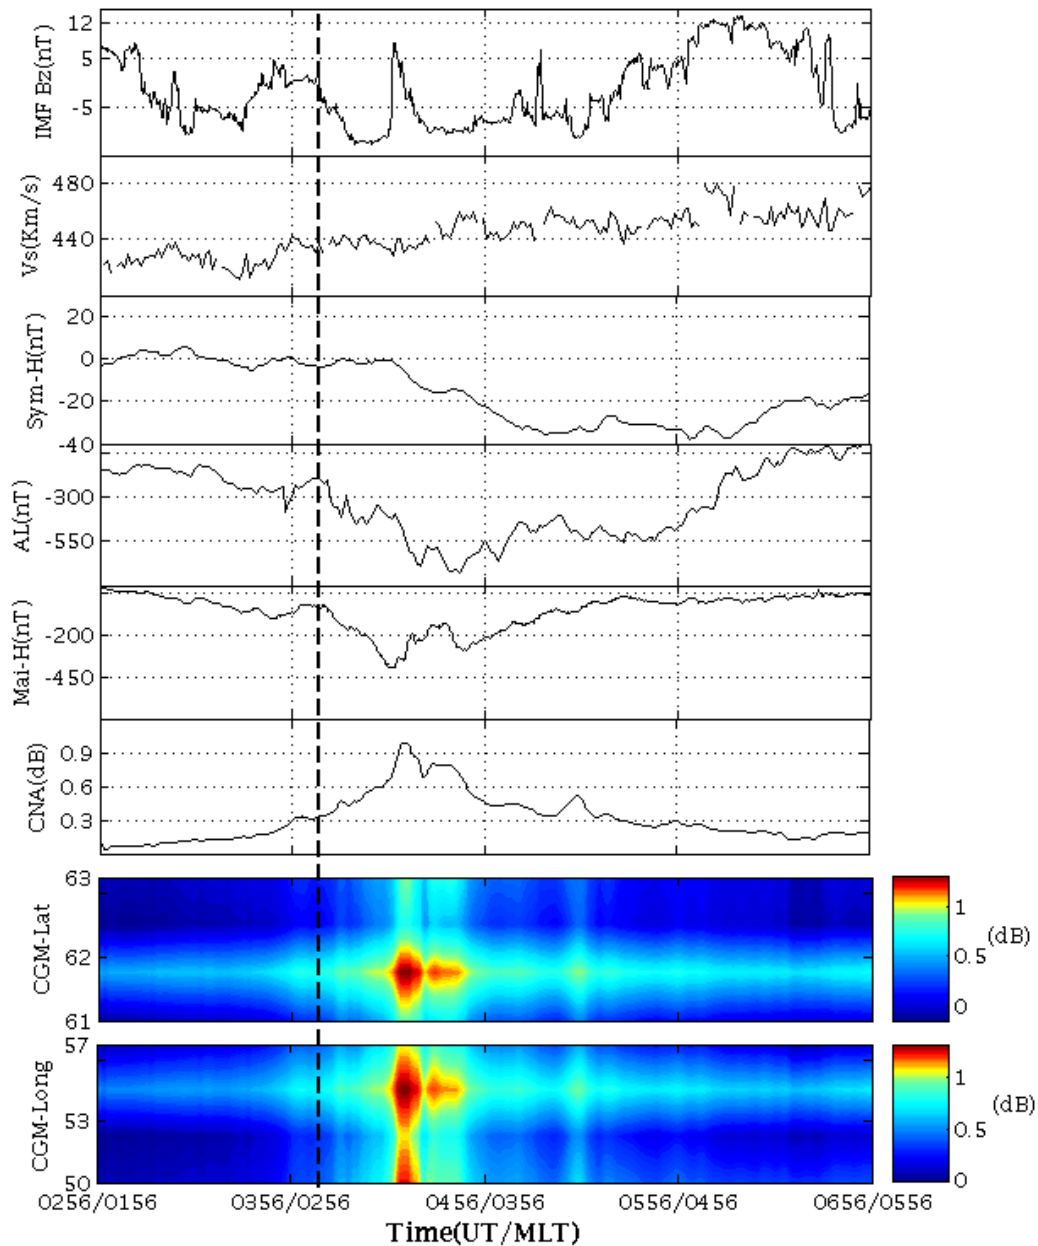 IMF Bz(nT)
12
5
-5
Vs(Km/s)
480
440
Sym-H(nT)
20
0
-20
-40
AL(nT)
-300
-550
Mai-H(nT)
-200
-450
CNA(dB)
0.9
0.6
0.3
CGM-Lat
63
62
61
1
0.5
0
(dB)
CGM-Long
57
53
50
1
0.5
0
(dB)
0256/0156 0356/0256 0456/0356 0556/0456 0656/0556
Time(UT/MLT)